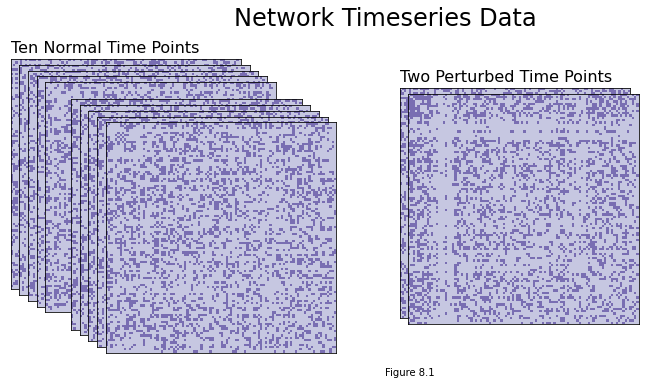 Network Timeseries Data
Ten Normal Time Points
Two Perturbed Time Points
Figure 8.1